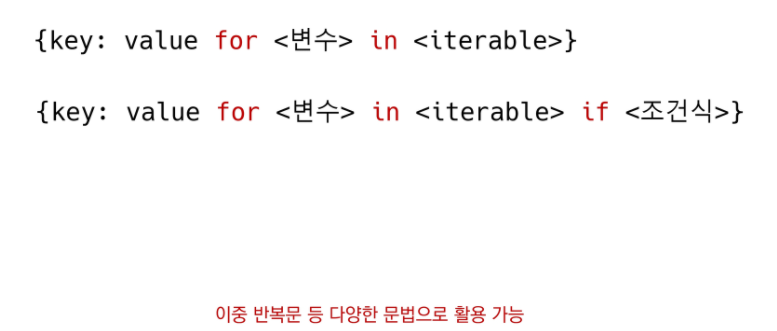 {key: value for <변수> in <iterable>}
{key: value for <변수> in <iterable> if <조건식>}
이중 반복문 등 다양한 문법으로 활용 가능